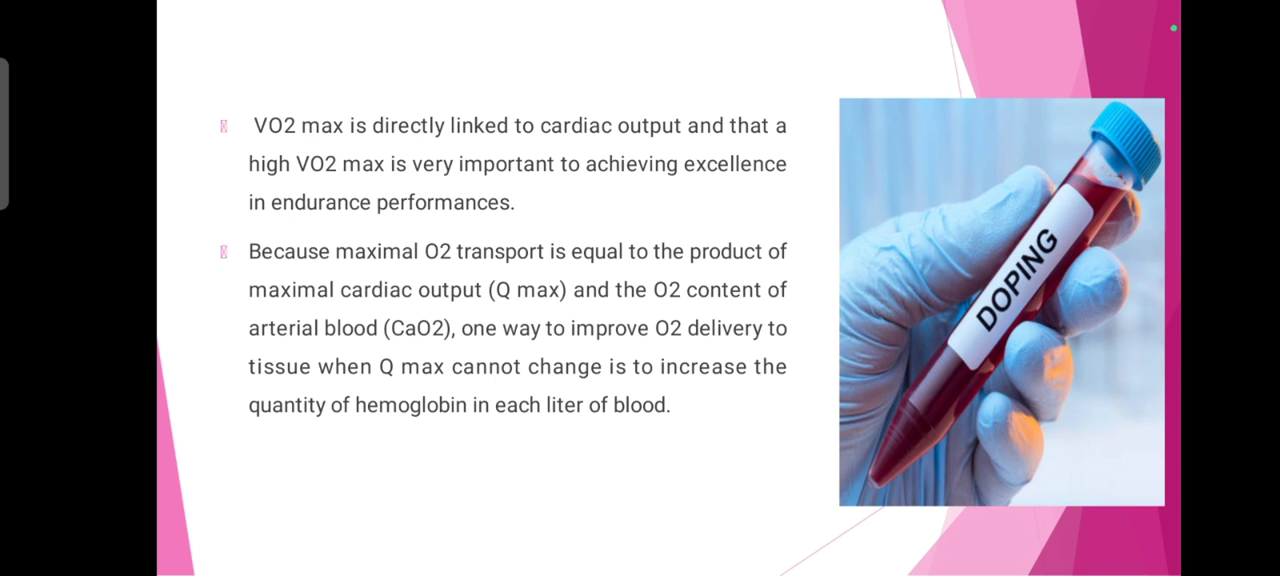 VO2 max is directly linked to cardiac output and that a
high VO2 max is very important to achieving excellence
in endurance performances.
Because maximal O2 transport is equal to the product of
maximal cardiac output (Q max) and the O2 content of
arterial blood (CaO2), one way to improve O2 delivery to
tissue when Q max cannot change is to increase the
quantity of hemoglobin in each liter of blood.
DOPING